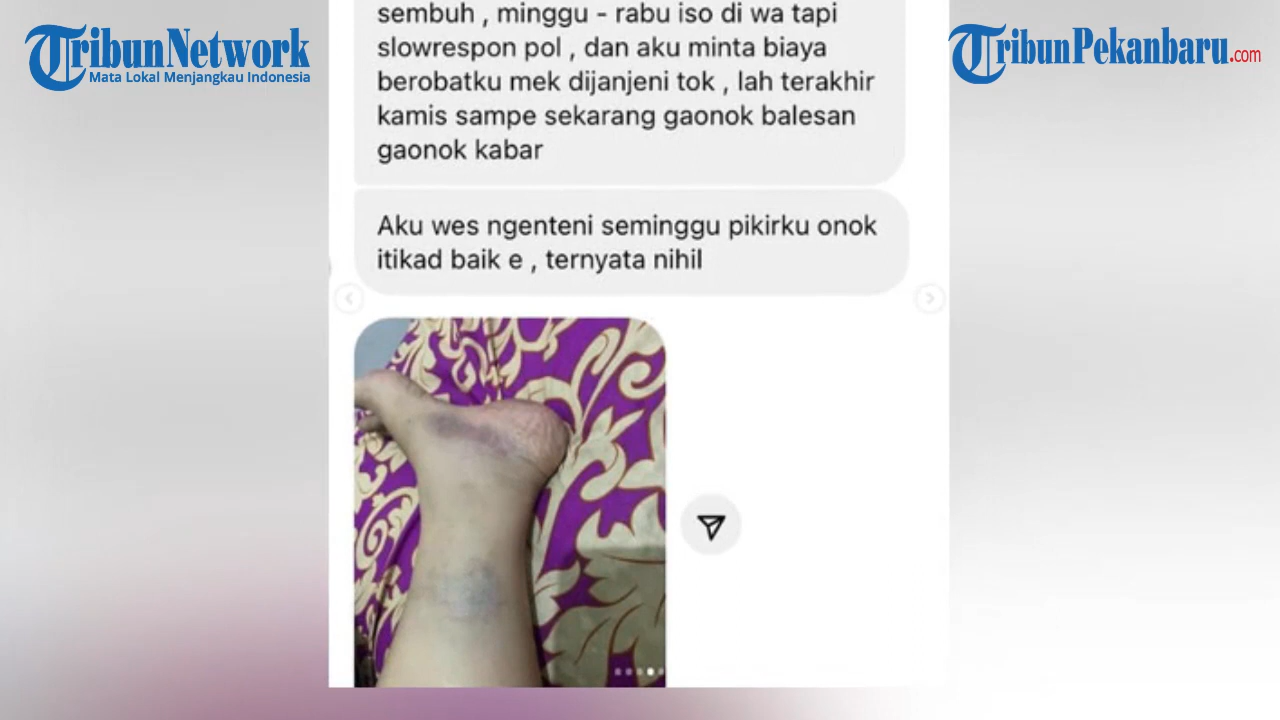 TribunNetwork
Mata Lokal Menjangkau Indonesia
TribunPekanbaru.com
sembuh , minggu - rabu iso di wa tapi
slowrespon pol , dan aku minta biaya
berobatku mek dijanjeni tok , lah terakhir
kamis sampe sekarang gaonok balesan
gaonok kabar
Aku wes ngenteni seminggu pikirku onok
itikad baik e , ternyata nihil